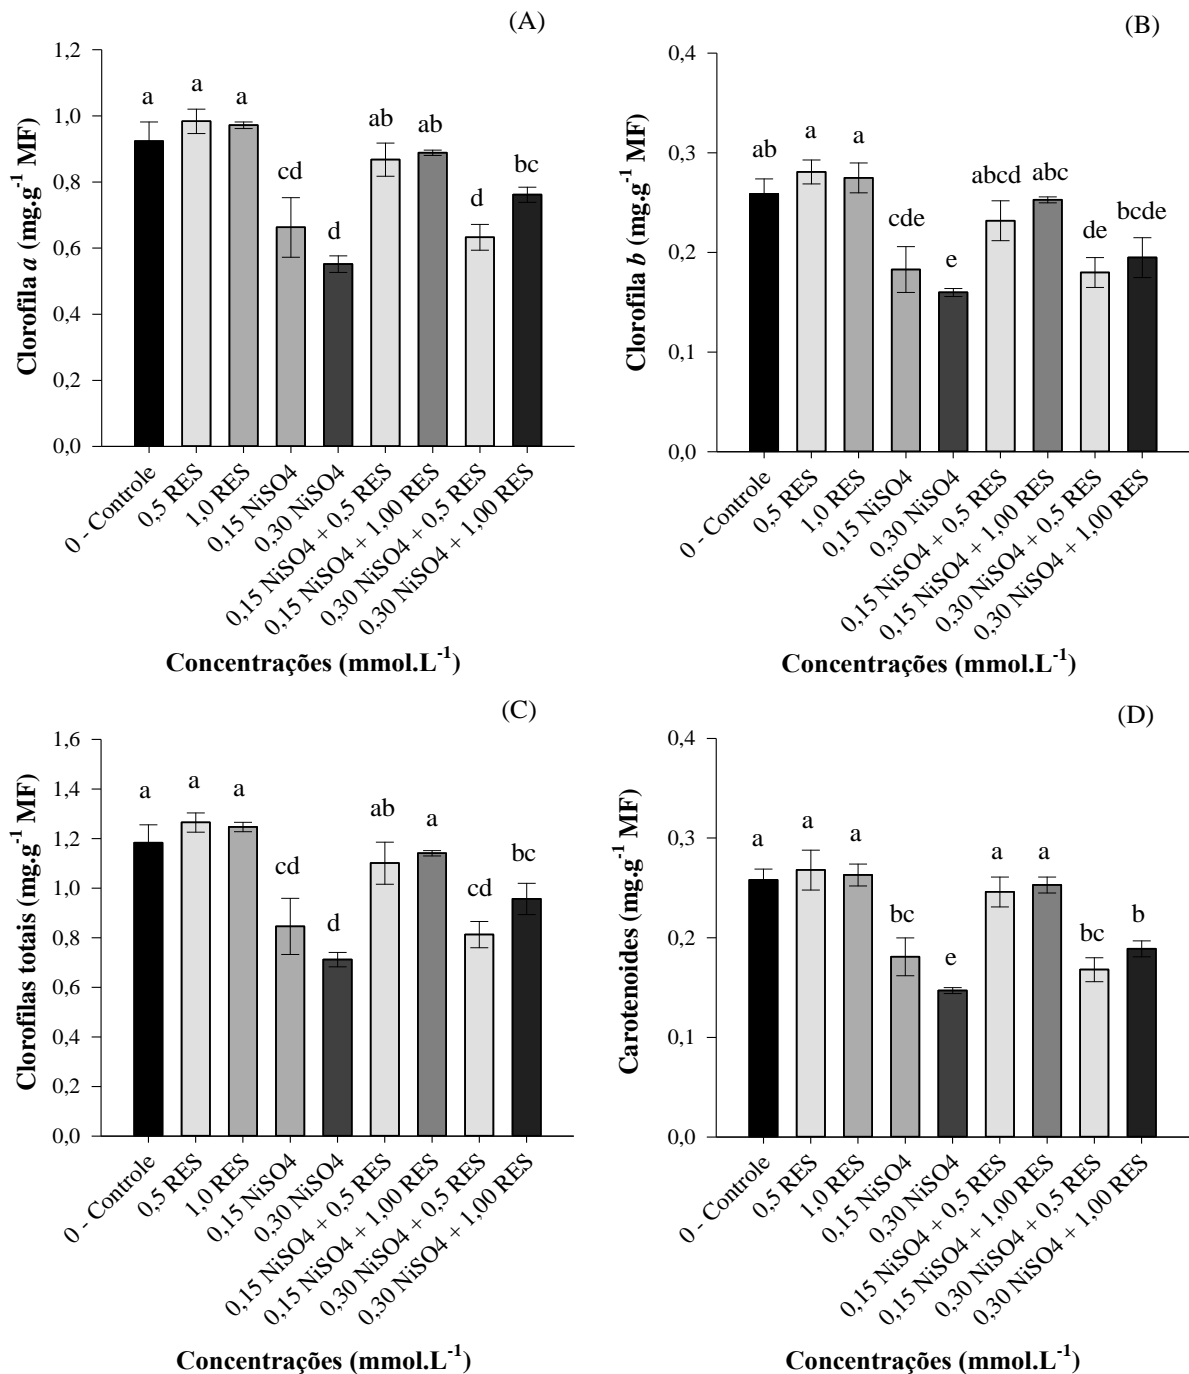 (A)
Clorofila a (mg.g-1 MF)
1,2
1,0
0,8
0,6
0,4
0,2
0,0
a
a
a
cd
d
ab
ab
d
bc
0 - Controle
0,5 RES
1,0 RES
0,15 NiSO4
0,30 NiSO4
0,15 NiSO4 + 0,5 RES
0,15 NiSO4 + 1,00 RES
0,30 NiSO4 + 0,5 RES
0,30 NiSO4 + 1,00 RES
Concentrações (mmol.L-1)
(B)
Clorofila b (mg.g-1 MF)
0,4
0,3
0,2
0,1
0,0
ab
a
a
cde
e
abcd
abc
de
bcde
0 - Controle
0,5 RES
1,0 RES
0,15 NiSO4
0,30 NiSO4
0,15 NiSO4 + 0,5 RES
0,15 NiSO4 + 1,00 RES
0,30 NiSO4 + 0,5 RES
0,30 NiSO4 + 1,00 RES
Concentrações (mmol.L-1)
(C)
Clorofilas totais (mg.g-1 MF)
1,6
1,4
1,2
1,0
0,8
0,6
0,4
0,2
0,0
a
a
a
cd
d
ab
a
cd
bc
0 - Controle
0,5 RES
1,0 RES
0,15 NiSO4
0,30 NiSO4
0,15 NiSO4 + 0,5 RES
0,15 NiSO4 + 1,00 RES
0,30 NiSO4 + 0,5 RES
0,30 NiSO4 + 1,00 RES
Concentrações (mmol.L-1)
(D)
Carotenoides (mg.g-1 MF)
0,4
0,3
0,2
0,1
0,0
a
a
a
bc
e
a
a
bc
b
0 - Controle
0,5 RES
1,0 RES
0,15 NiSO4
0,30 NiSO4
0,15 NiSO4 + 0,5 RES
0,15 NiSO4 + 1,00 RES
0,30 NiSO4 + 0,5 RES
0,30 NiSO4 + 1,00 RES
Concentrações (mmol.L-1)